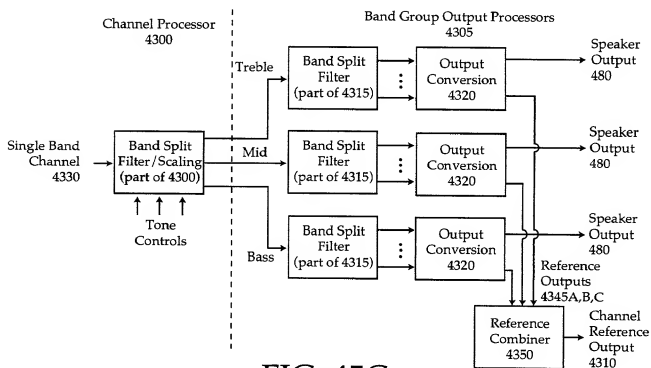 Channel Processor
4300
Band Group Output Processors
4305
Treble
Band Split
Filter
(part of 4315)
Output
Conversion
4320
Speaker
Output
480
Single Band
Channel
4330
Band Split
Filter/Scaling
(part of 4300)
Mid
Band Split
Filter
(part of 4315)
Output
Conversion
4320
Speaker
Output
480
Tone
Controls
Bass
Band Split
Filter
(part of 4315)
Output
Conversion
4320
Speaker
Output
480
Reference
Outputs
4345A,B,C
Reference
Combiner
4350
Channel
Reference
Output
4310